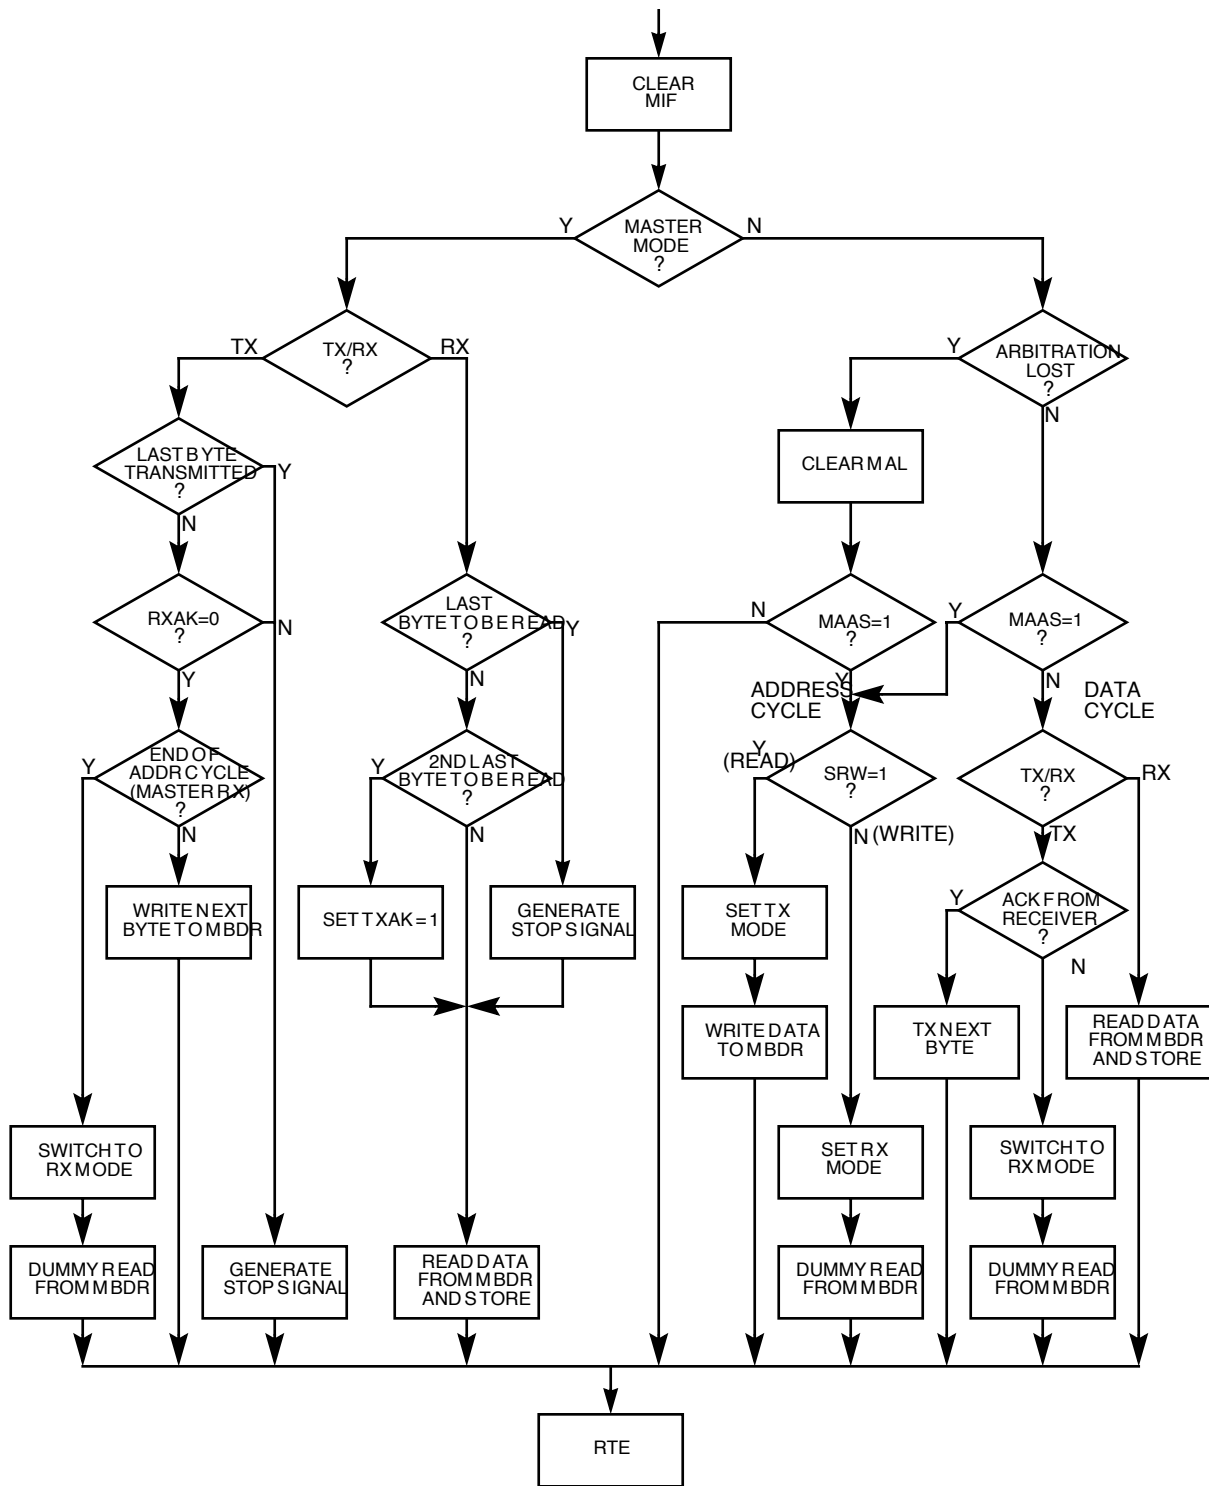 CLEAR
MIF
Y
MASTER
MODE
?
N
TX
TX/RX
?
RX
Y
ARBITRATION
LOST
?
N
LAST BYTE
TRANSMITTED
?
Y
N
CLEAR MAL
RXAK=0
?
N
Y
LAST
BYTE TO BE READ
?
Y
N
N
MAAS=1
?
Y
Y
MAAS=1
?
N
ADDRESS
CYCLE
DATA
CYCLE
Y
END OF
ADDR CYCLE
(MASTER RX)
?
N
Y
2ND LAST
BYTE TO BE READ
?
N
Y
(READ)
SRW=1
?
N (WRITE)
TX/RX
?
RX
TX
WRITE NEXT
BYTE TO MBDR
SET TXAK = 1
GENERATE
STOP SIGNAL
SET TX
MODE
Y
ACK FROM
RECEIVER
?
N
WRITE DATA
TO MBDR
TX NEXT
BYTE
READ DATA
FROM MBDR
AND STORE
SWITCH TO
RX MODE
SET RX
MODE
SWITCH TO
RX MODE
DUMMY READ
FROM MBDR
GENERATE
STOP SIGNAL
READ DATA
FROM MBDR
AND STORE
DUMMY READ
FROM MBDR
DUMMY READ
FROM MBDR
RTE